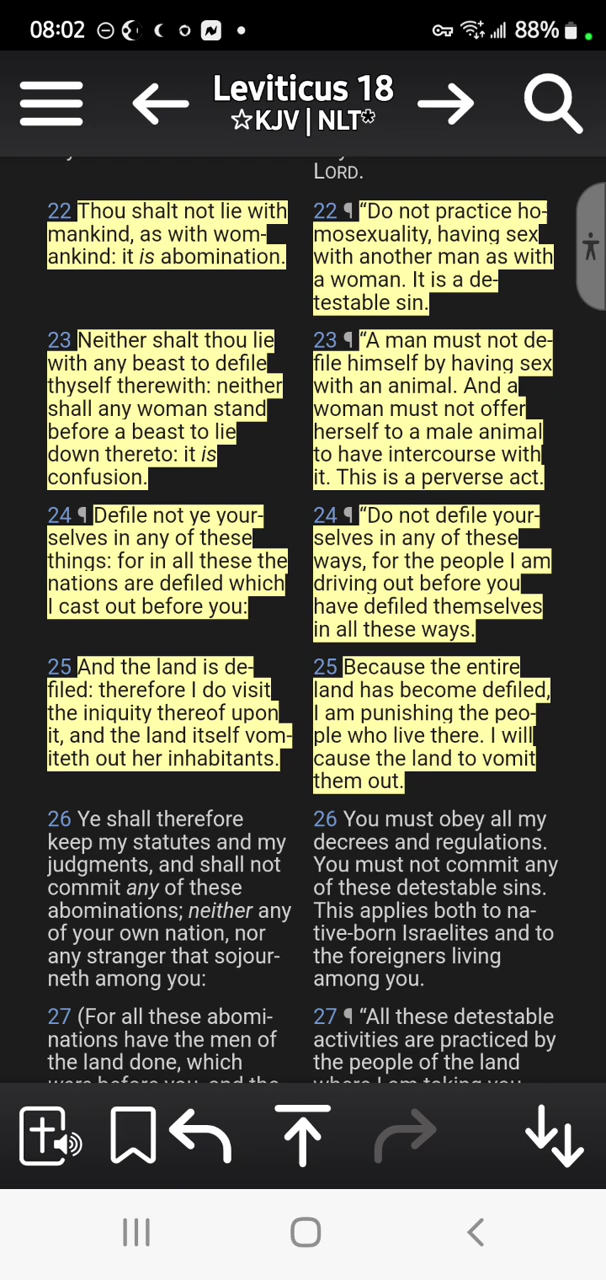 08:02
88%
Leviticus 18
☆KJV | NLT*
LORD.
22 Thou shalt not lie with
mankind, as with wom-
ankind: it is abomination.
23 Neither shalt thou lie
with any beast to defile
thyself therewith: neither
shall any woman stand
before a beast to lie
down thereto: it is
confusion.
24 ¶ Defile not ye your-
selves in any of these
things: for in all these the
nations are defiled which
I cast out before you:
25 And the land is de-
filed: therefore I do visit
the iniquity thereof upon
it, and the land itself vom-
iteth out her inhabitants.
26 Ye shall therefore
keep my statutes and my
judgments, and shall not
commit any of these
abominations; neither any
of your own nation, nor
any stranger that sojour-
neth among you:
27 (For all these abomi-
nations have the men of
the land done, which
were before you, and the
22 ¶ “Do not practice ho-
mosexuality, having sex
with another man as with
a woman. It is a de-
testable sin.
23 ¶ “A man must not de-
file himself by having sex
with an animal. And a
woman must not offer
herself to a male animal
to have intercourse with
it. This is a perverse act.
24 ¶ “Do not defile your-
selves in any of these
ways, for the people I am
driving out before you
have defiled themselves
in all these ways.
25 Because the entire
land has become defiled,
I am punishing the peo-
ple who live there. I will
cause the land to vomit
them out.
26 You must obey all my
decrees and regulations.
You must not commit any
of these detestable sins.
This applies both to na-
tive-born Israelites and to
the foreigners living
among you.
27 ¶ “All these detestable
activities are practiced by
the people of the land
where I am taking you